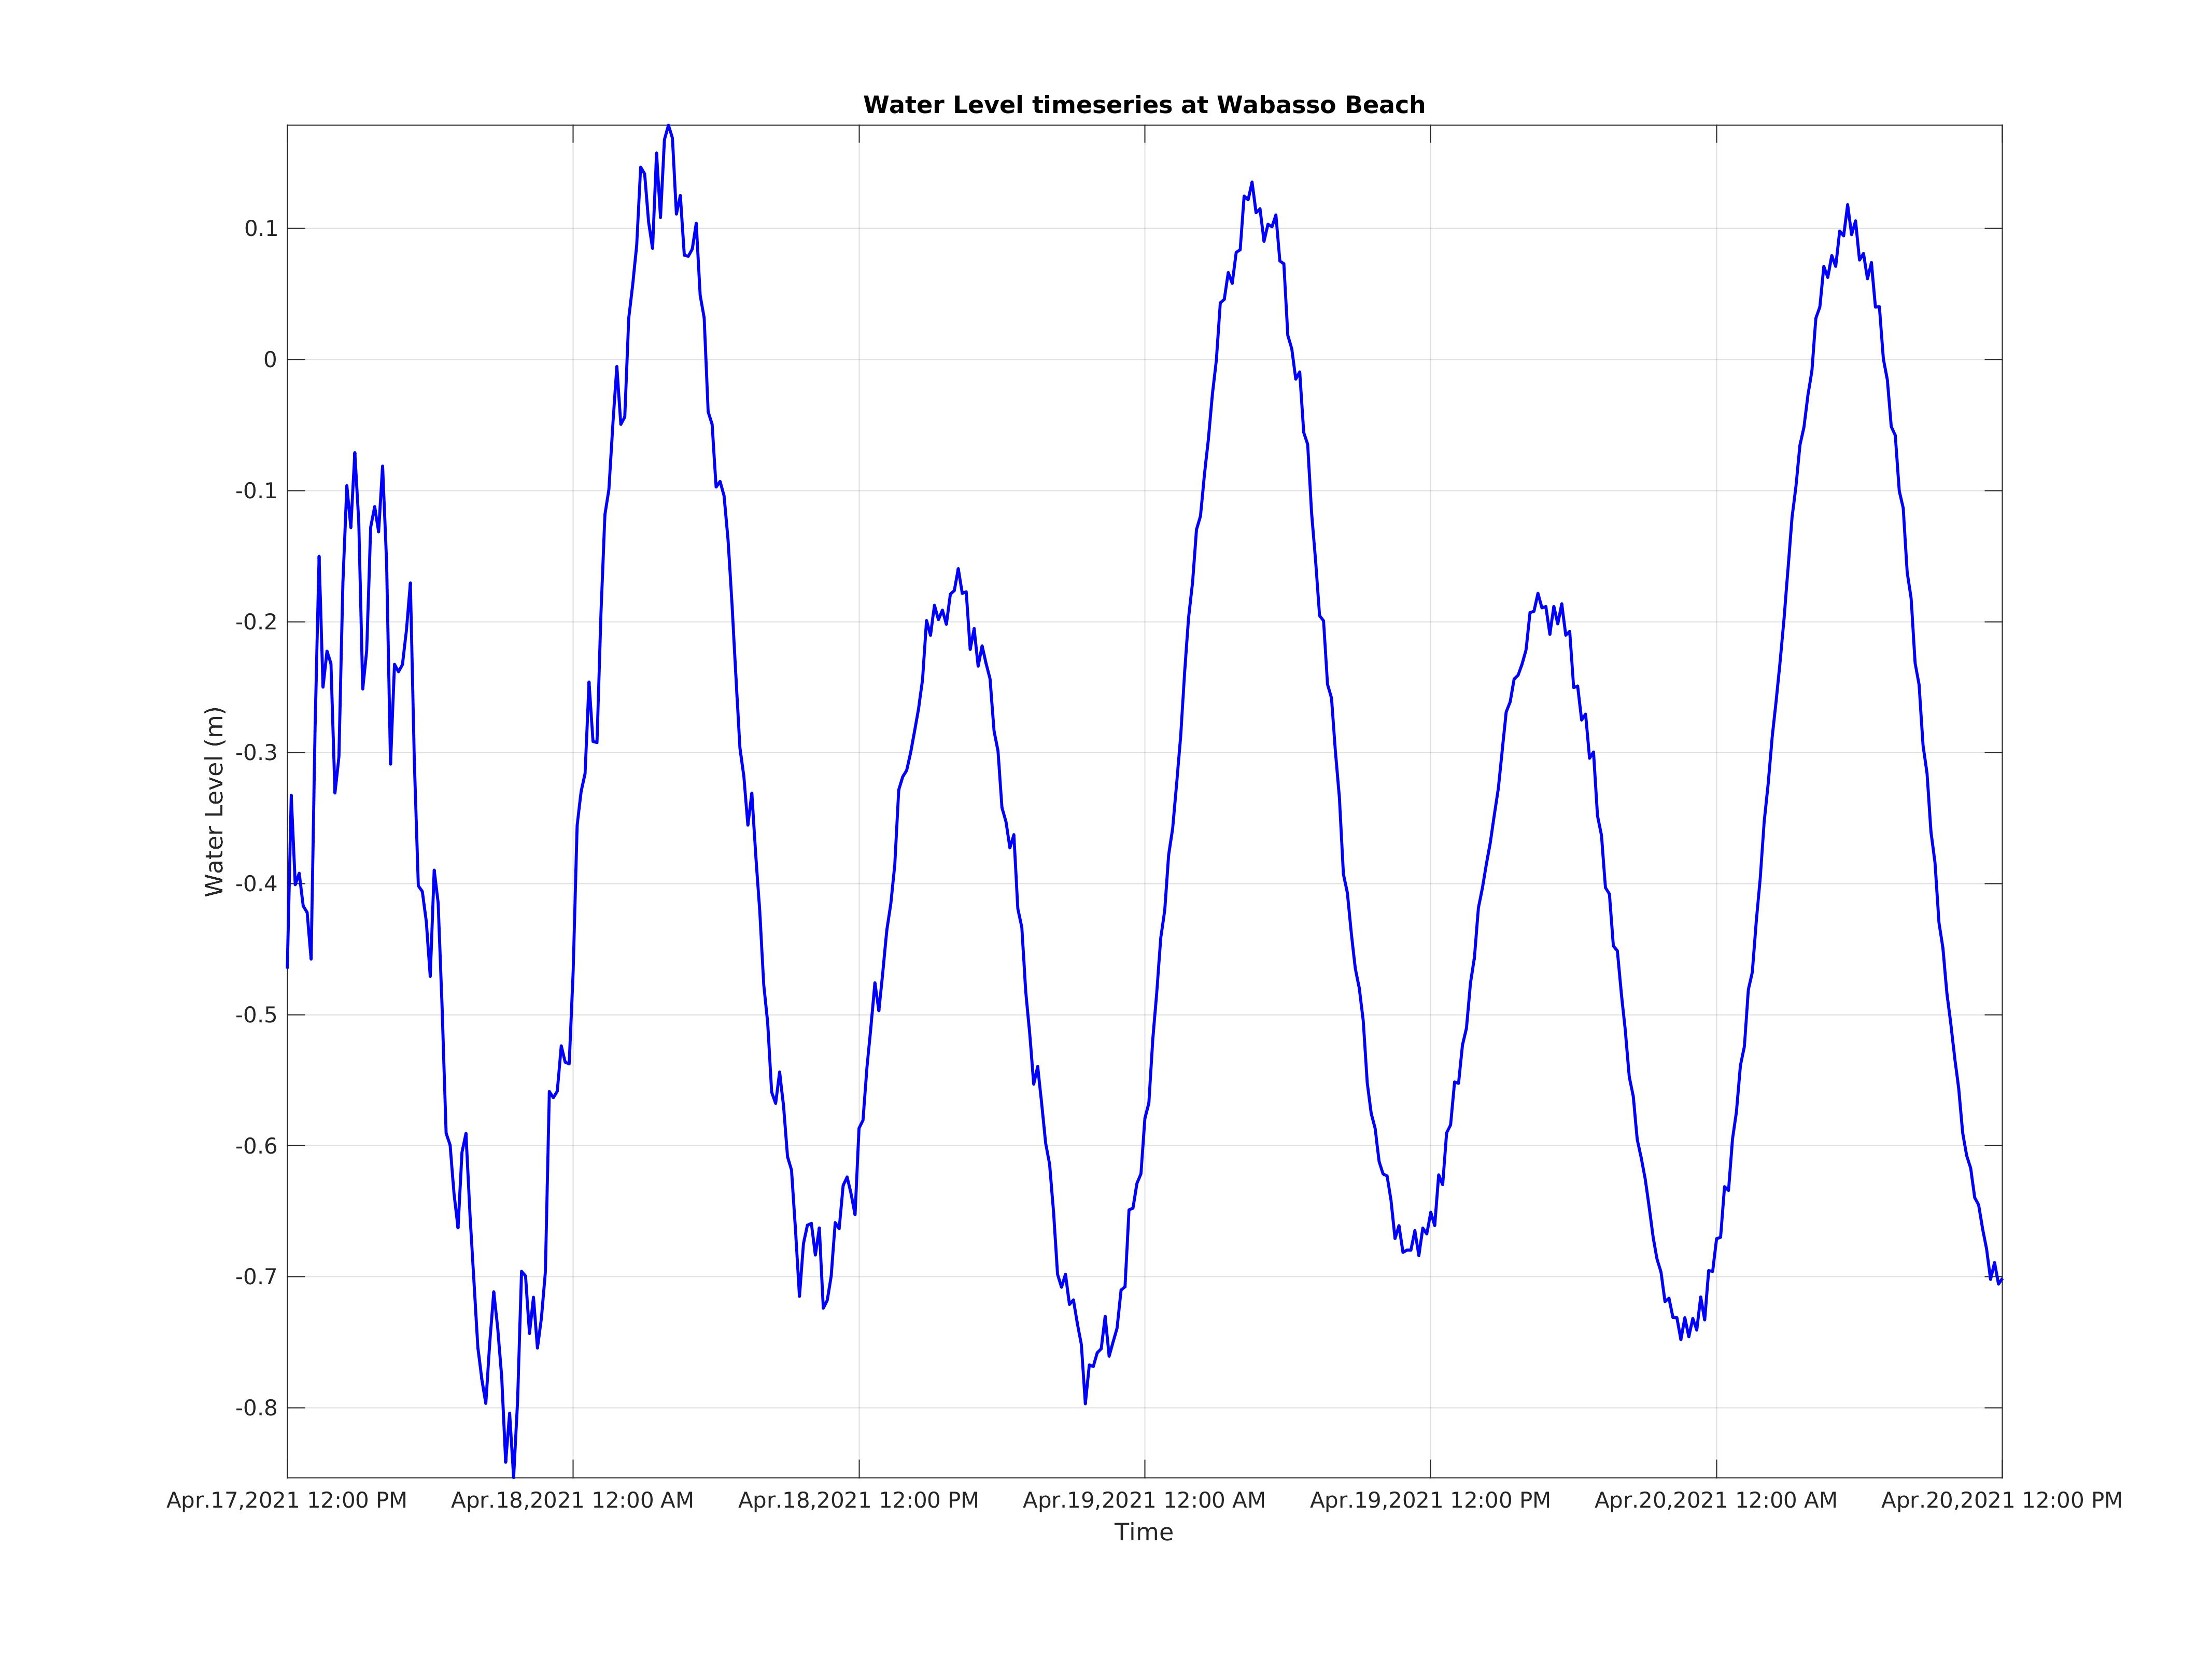 Water Level timeseries at Wabasso Beach
0.1
0
-0.1
-0.2
-0.3
-0.4
-0.5
-0.6
-0.7
-0.8
Water Level (m)
Apr.17,2021 12:00 PM
Apr.18,2021 12:00 AM
Apr.18,2021 12:00 PM
Apr.19,2021 12:00 AM
Apr.19,2021 12:00 PM
Apr.20,2021 12:00 AM
Apr.20,2021 12:00 PM
Time